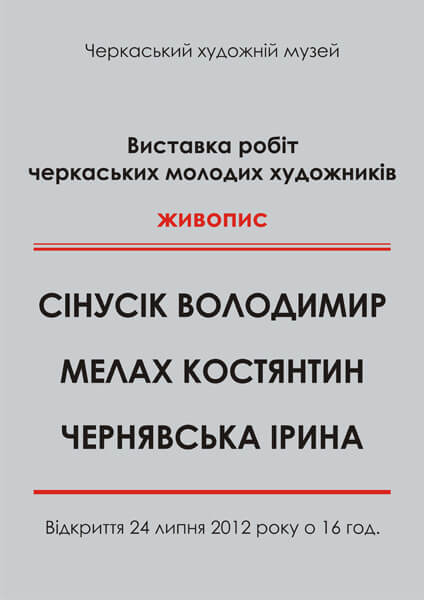 Черкаський художній музей
Виставка робіт
черкаських молодих художників
живопис
СІНУСІК ВОЛОДИМИР
МЕЛАХ КОСТЯНТИН
ЧЕРНЯВСЬКА ІРИНА
Відкриття 24 липня 2012 року о 16 год.